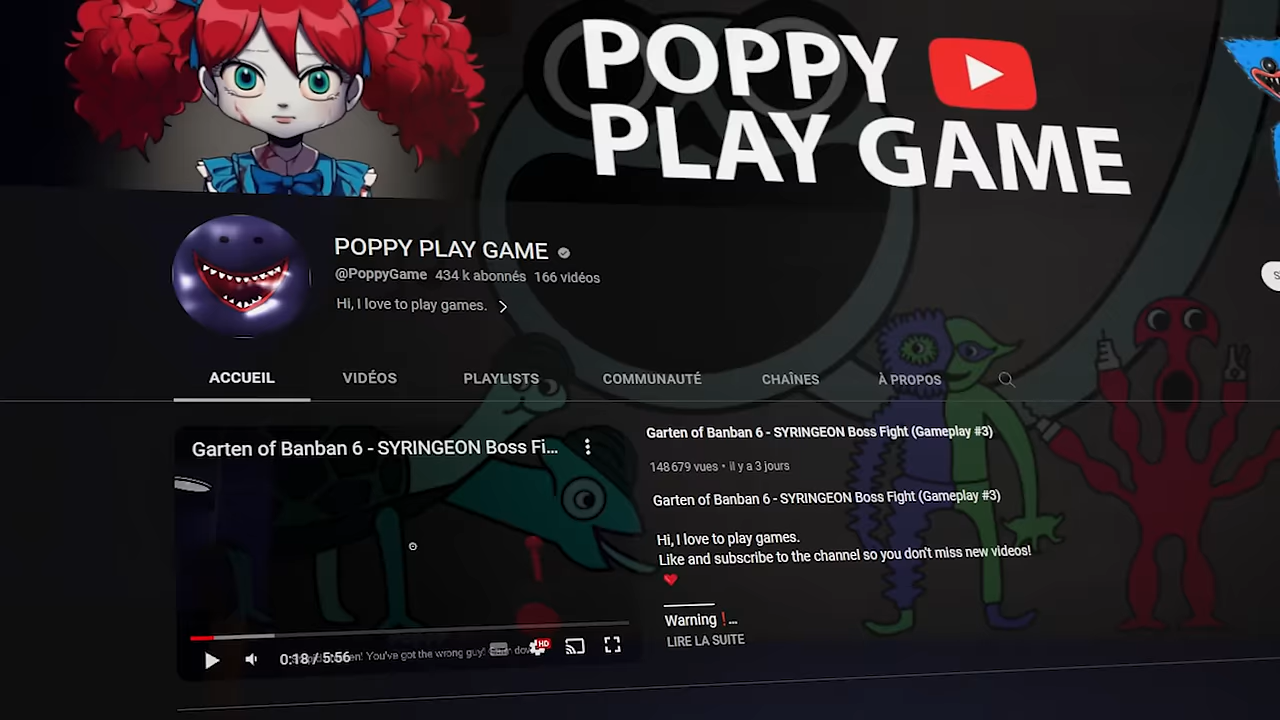 POPPY
PLAY GAME
POPPY PLAY GAME
@PoppyGame 434 k abonnés 166 vidéos
Hi, I love to play games.
ACCUEIL VIDÉOS PLAYLISTS COMMUNAUTÉ CHAÎNES À PROPOS
Garten of Banban 6 - SYRINGEON Boss Fi...
Garten of Banban 6 - SYRINGEON Boss Fight (Gameplay #3)
148 679 vues • il y a 3 jours
Garten of Banban 6 - SYRINGEON Boss Fight (Gameplay #3)
Hi, I love to play games.
Like and subscribe to the channel so you don't miss new videos!
❤
Warning❗...
LIRE LA SUITE
0:18 / 5:56
You've got the wrong guy!
HD